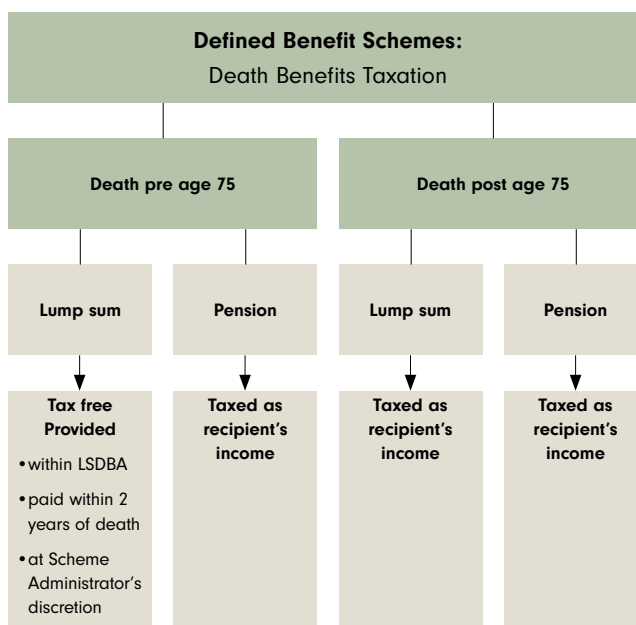 Defined Benefit Schemes:
Death Benefits Taxation
Death pre age 75
Death post age 75
Lump sum
Pension
Lump sum
Pension
Tax free
Provided
• within LSDBA
• paid within 2
years of death
• at Scheme
Administrator's
discretion
Taxed as
recipient's
income
Taxed as
recipient's
income
Taxed as
recipient's
income